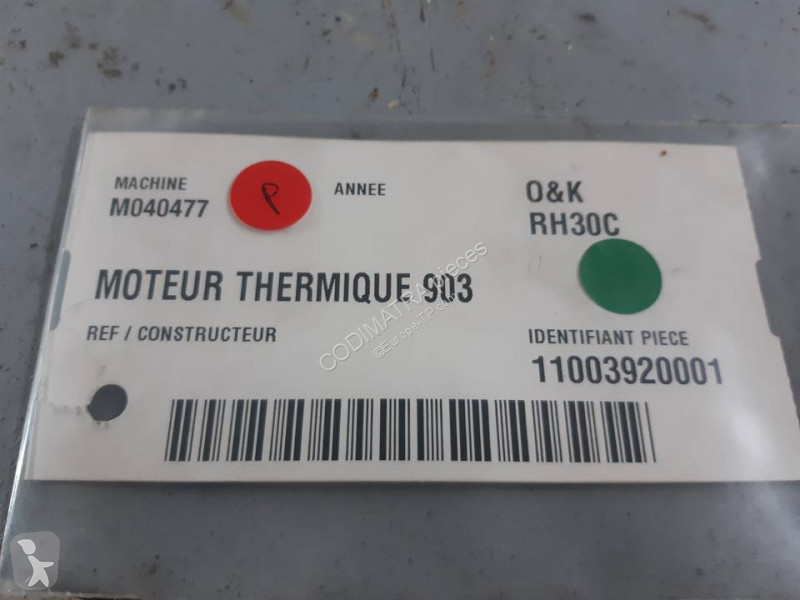 MACHINE
M040477
P
ANNEE
O&K
RH30C
MOTEUR THERMIQUE 903
REF / CONSTRUCTEUR
IDENTIFIANT PIECE
11003920001
CODIMATRA pieces